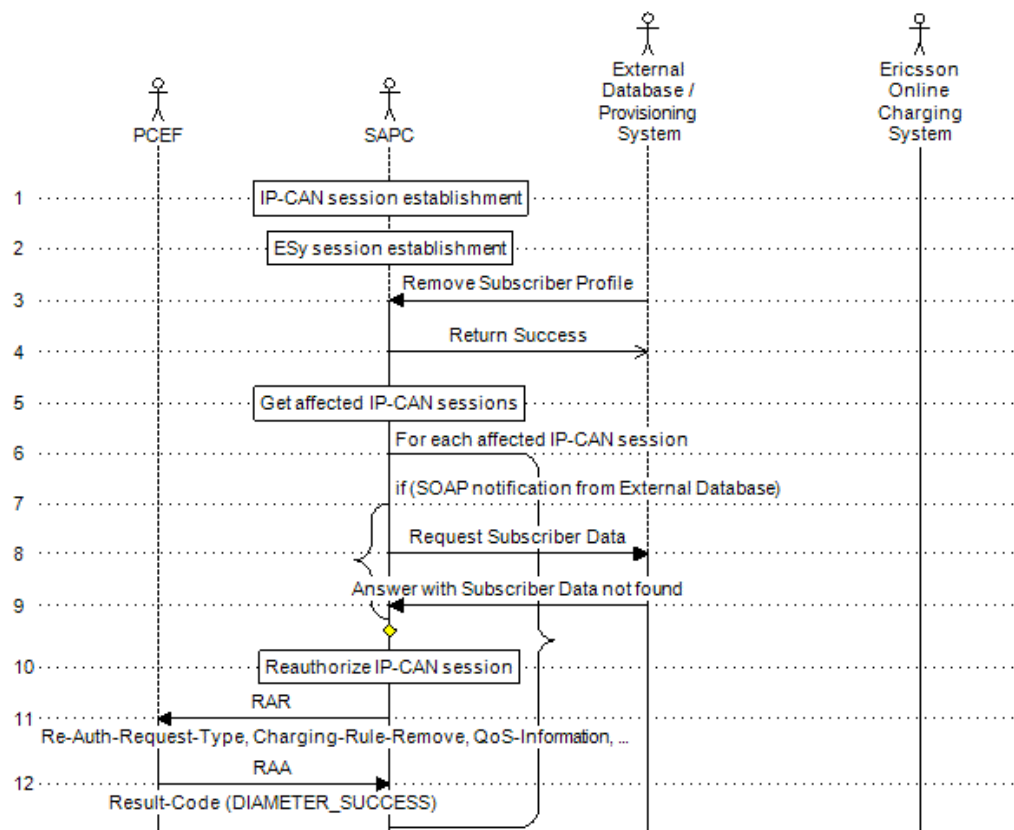 External
Database /
Provisioning
System
Ericsson
Online
Charging
System
PCEF
SAPC
1
IP-CAN session establishment
2
ESy session establishment
Remove Subscriber Profile
3
Return Success
4
5
Get affected IP-CAN sessions
For each affected IP-CAN session
6
if (SOAP notification from External Database)
7
Request Subscriber Data
8
Answer with Subscriber Data not found
9
10
Reauthorize IP-CAN session
RAR
11
Re-Auth-Request-Type, Charging-Rule-Remove, QoS-Information, ...
RAA
12
Result-Code (DIAMETER_SUCCESS)